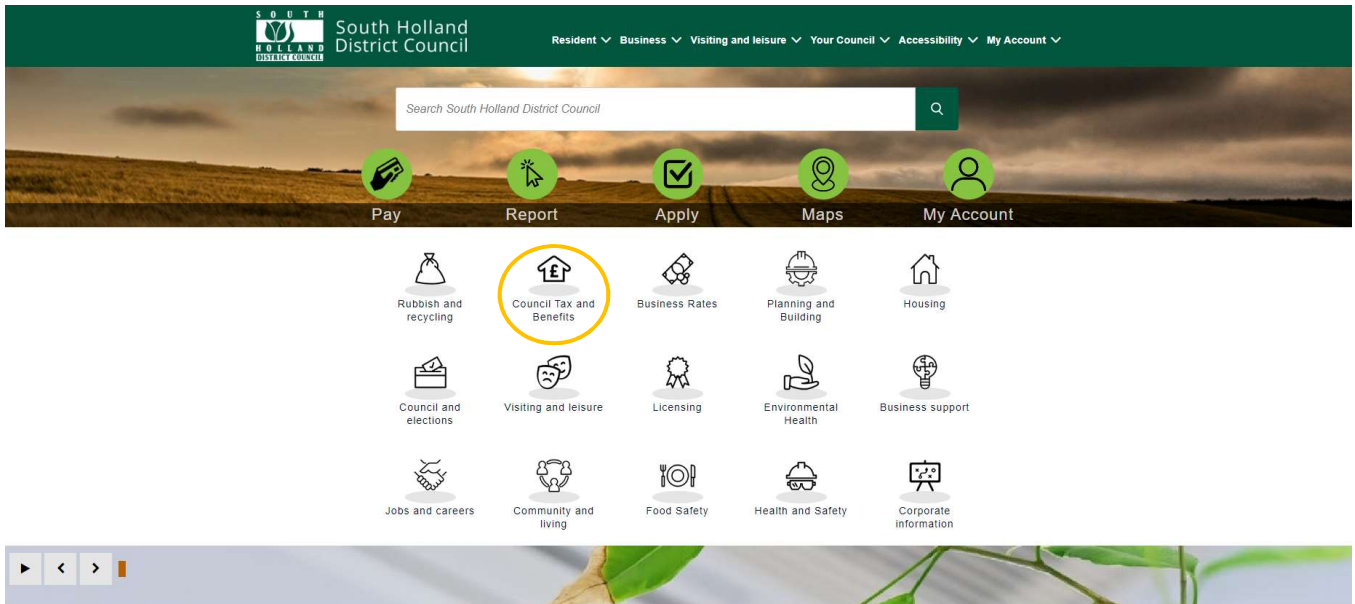 SOUTH
HOLLAND
DISTRICT COUNCIL
South Holland
District Council
Resident Business Visiting and leisure Your Council Accessibility My Account
Search South Holland District Council
Pay Report Apply Maps My Account
Rubbish and
recycling
Council Tax and
Benefits
Business Rates
Planning and
Building
Housing
Council and
elections
Visiting and leisure
Licensing
Environmental
Health
Business support
Jobs and careers
Community and
living
Food Safety
Health and Safety
Corporate
information